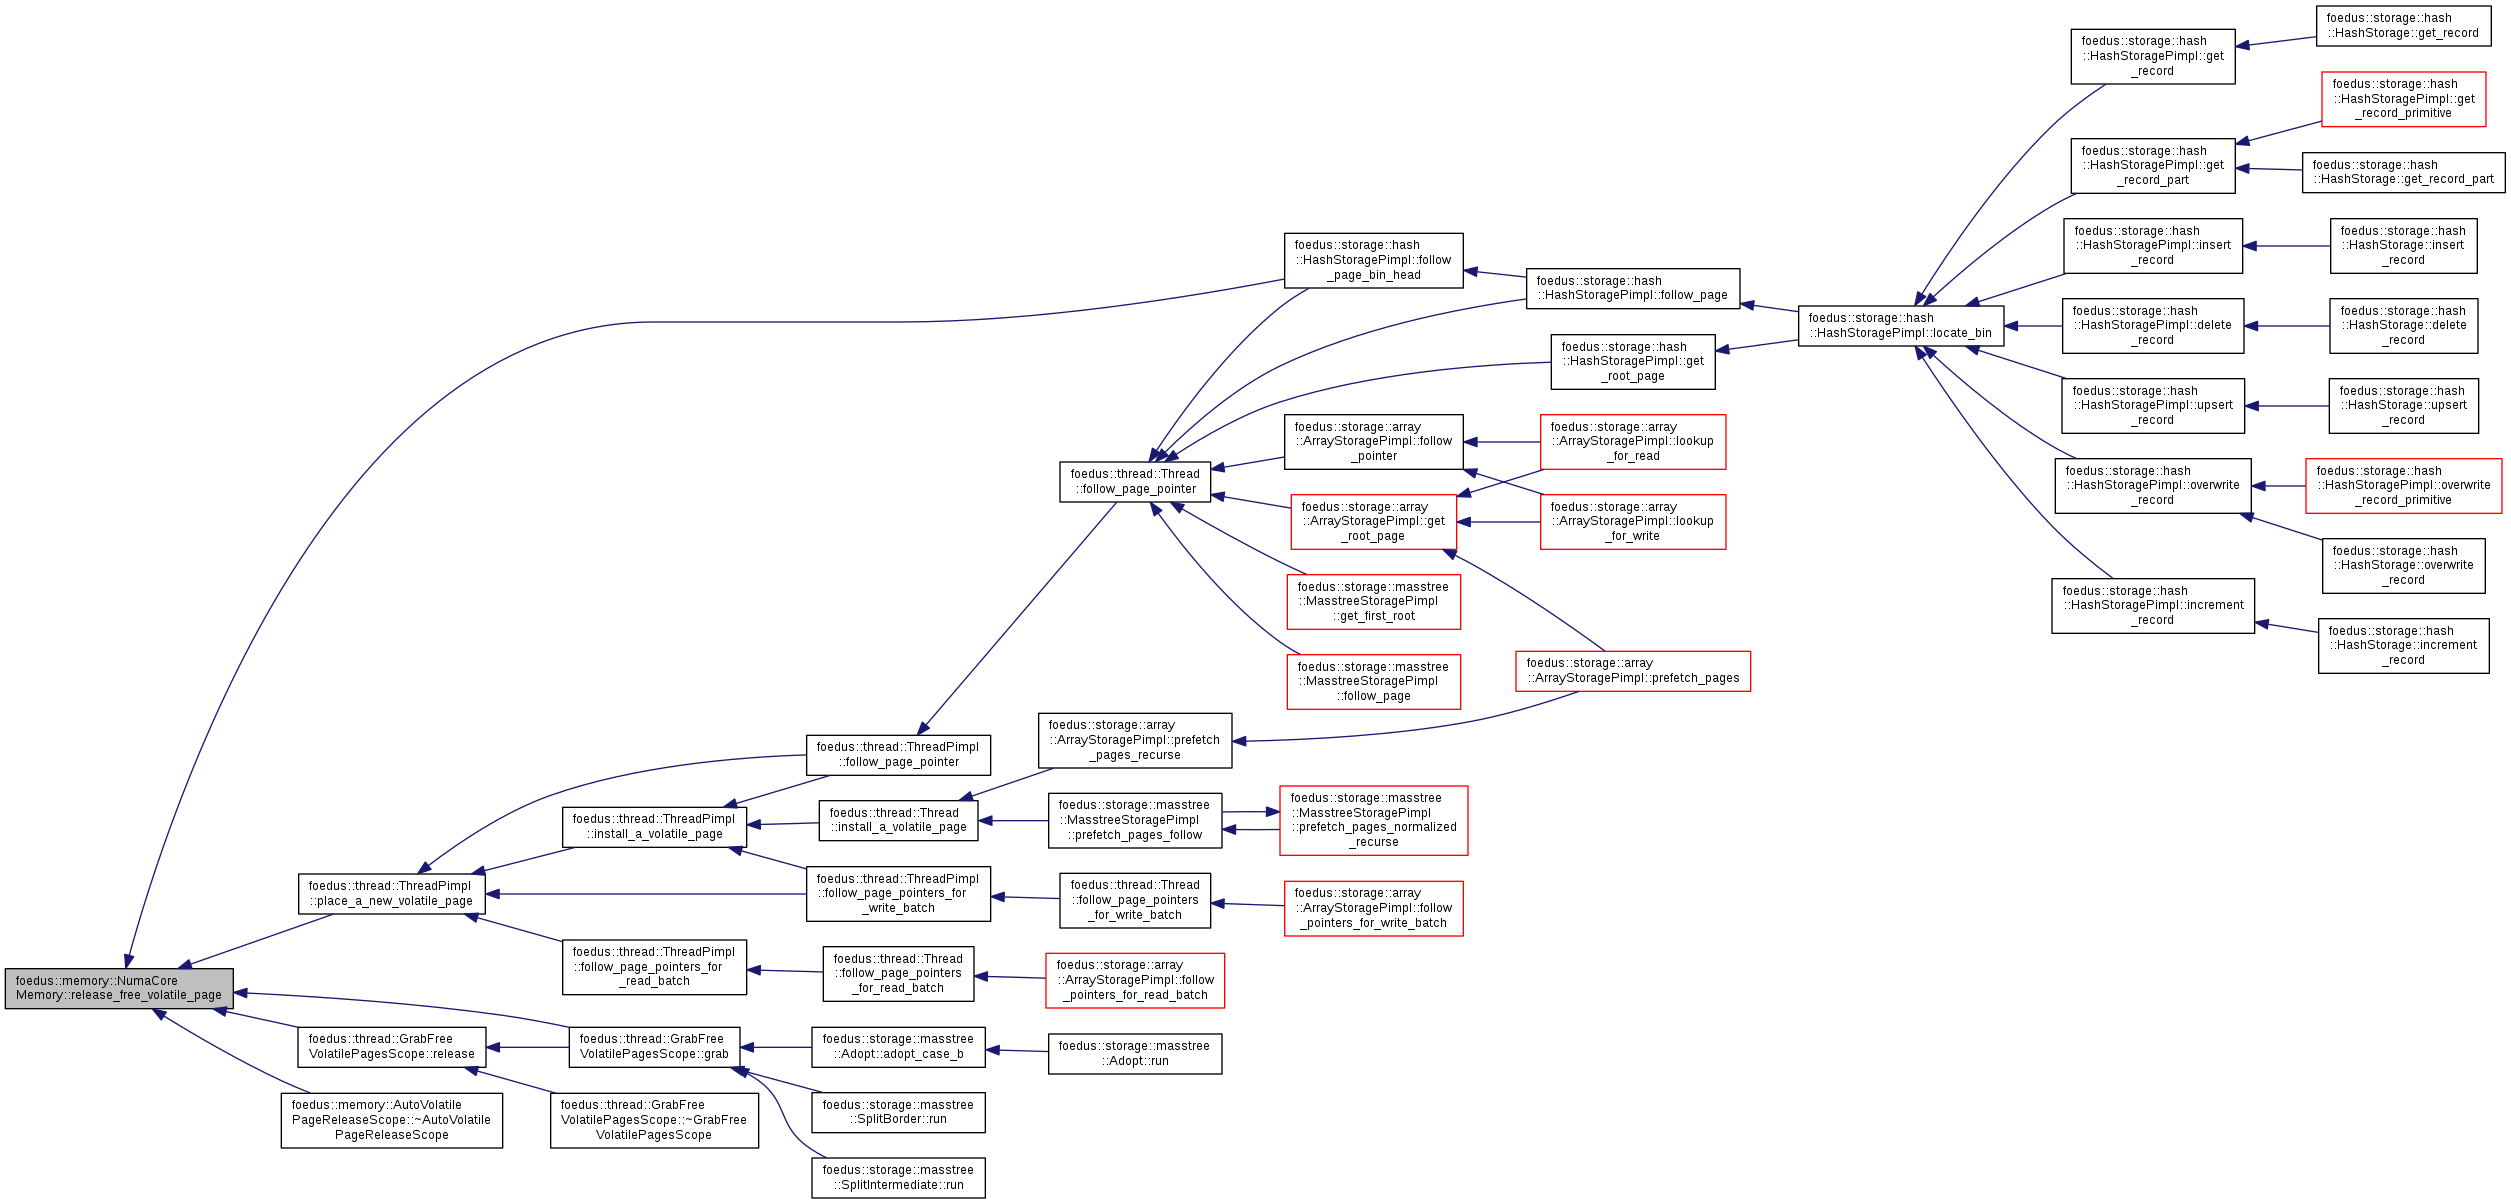 foedus::memory::NumaCore
Memory::release_free_volatile_page
foedus::storage::hash
::HashStoragePimpl::follow
_page_bin_head
foedus::thread::ThreadPimpl
::place_a_new_volatile_page
foedus::thread::GrabFree
VolatilePagesScope::release
foedus::thread::GrabFree
VolatilePagesScope::grab
foedus::memory::AutoVolatile
PageReleaseScope::~AutoVolatile
PageReleaseScope
foedus::thread::GrabFree
VolatilePagesScope::~GrabFree
VolatilePagesScope
foedus::thread::ThreadPimpl
::install_a_volatile_page
foedus::thread::ThreadPimpl
::follow_page_pointers_for
_read_batch
foedus::thread::ThreadPimpl
::follow_page_pointer
foedus::thread::Thread
::install_a_volatile_page
foedus::thread::ThreadPimpl
::follow_page_pointers_for
_write_batch
foedus::thread::Thread
::follow_page_pointers
_for_read_batch
foedus::storage::masstree
::Adopt::adopt_case_b
foedus::storage::masstree
::SplitBorder::run
foedus::storage::masstree
::SplitIntermediate::run
foedus::thread::Thread
::follow_page_pointer
foedus::storage::array
::ArrayStoragePimpl::prefetch
_pages_recurse
foedus::storage::masstree
::MasstreeStoragePimpl
::prefetch_pages_follow
foedus::thread::Thread
::follow_page_pointers
_for_write_batch
foedus::storage::array
::ArrayStoragePimpl::follow
_pointers_for_read_batch
foedus::storage::masstree
::Adopt::run
foedus::storage::array
::ArrayStoragePimpl::follow
_pointer
foedus::storage::array
::ArrayStoragePimpl::get
_root_page
foedus::storage::masstree
::MasstreeStoragePimpl
::get_first_root
foedus::storage::masstree
::MasstreeStoragePimpl
::follow_page
foedus::storage::masstree
::MasstreeStoragePimpl
::prefetch_pages_normalized
_recurse
foedus::storage::array
::ArrayStoragePimpl::follow
_pointers_for_write_batch
foedus::storage::hash
::HashStoragePimpl::follow_page
foedus::storage::hash
::HashStoragePimpl::get
_root_page
foedus::storage::array
::ArrayStoragePimpl::lookup
_for_read
foedus::storage::array
::ArrayStoragePimpl::lookup
_for_write
foedus::storage::array
::ArrayStoragePimpl::prefetch_pages
foedus::storage::hash
::HashStoragePimpl::locate_bin
foedus::storage::hash
::HashStoragePimpl::get
_record
foedus::storage::hash
::HashStoragePimpl::get
_record_part
foedus::storage::hash
::HashStoragePimpl::insert
_record
foedus::storage::hash
::HashStoragePimpl::delete
_record
foedus::storage::hash
::HashStoragePimpl::upsert
_record
foedus::storage::hash
::HashStoragePimpl::overwrite
_record
foedus::storage::hash
::HashStoragePimpl::increment
_record
foedus::storage::hash
::HashStorage::get_record
foedus::storage::hash
::HashStoragePimpl::get
_record_primitive
foedus::storage::hash
::HashStorage::get_record_part
foedus::storage::hash
::HashStorage::insert
_record
foedus::storage::hash
::HashStorage::delete
_record
foedus::storage::hash
::HashStorage::upsert
_record
foedus::storage::hash
::HashStoragePimpl::overwrite
_record_primitive
foedus::storage::hash
::HashStorage::overwrite
_record
foedus::storage::hash
::HashStorage::increment
_record